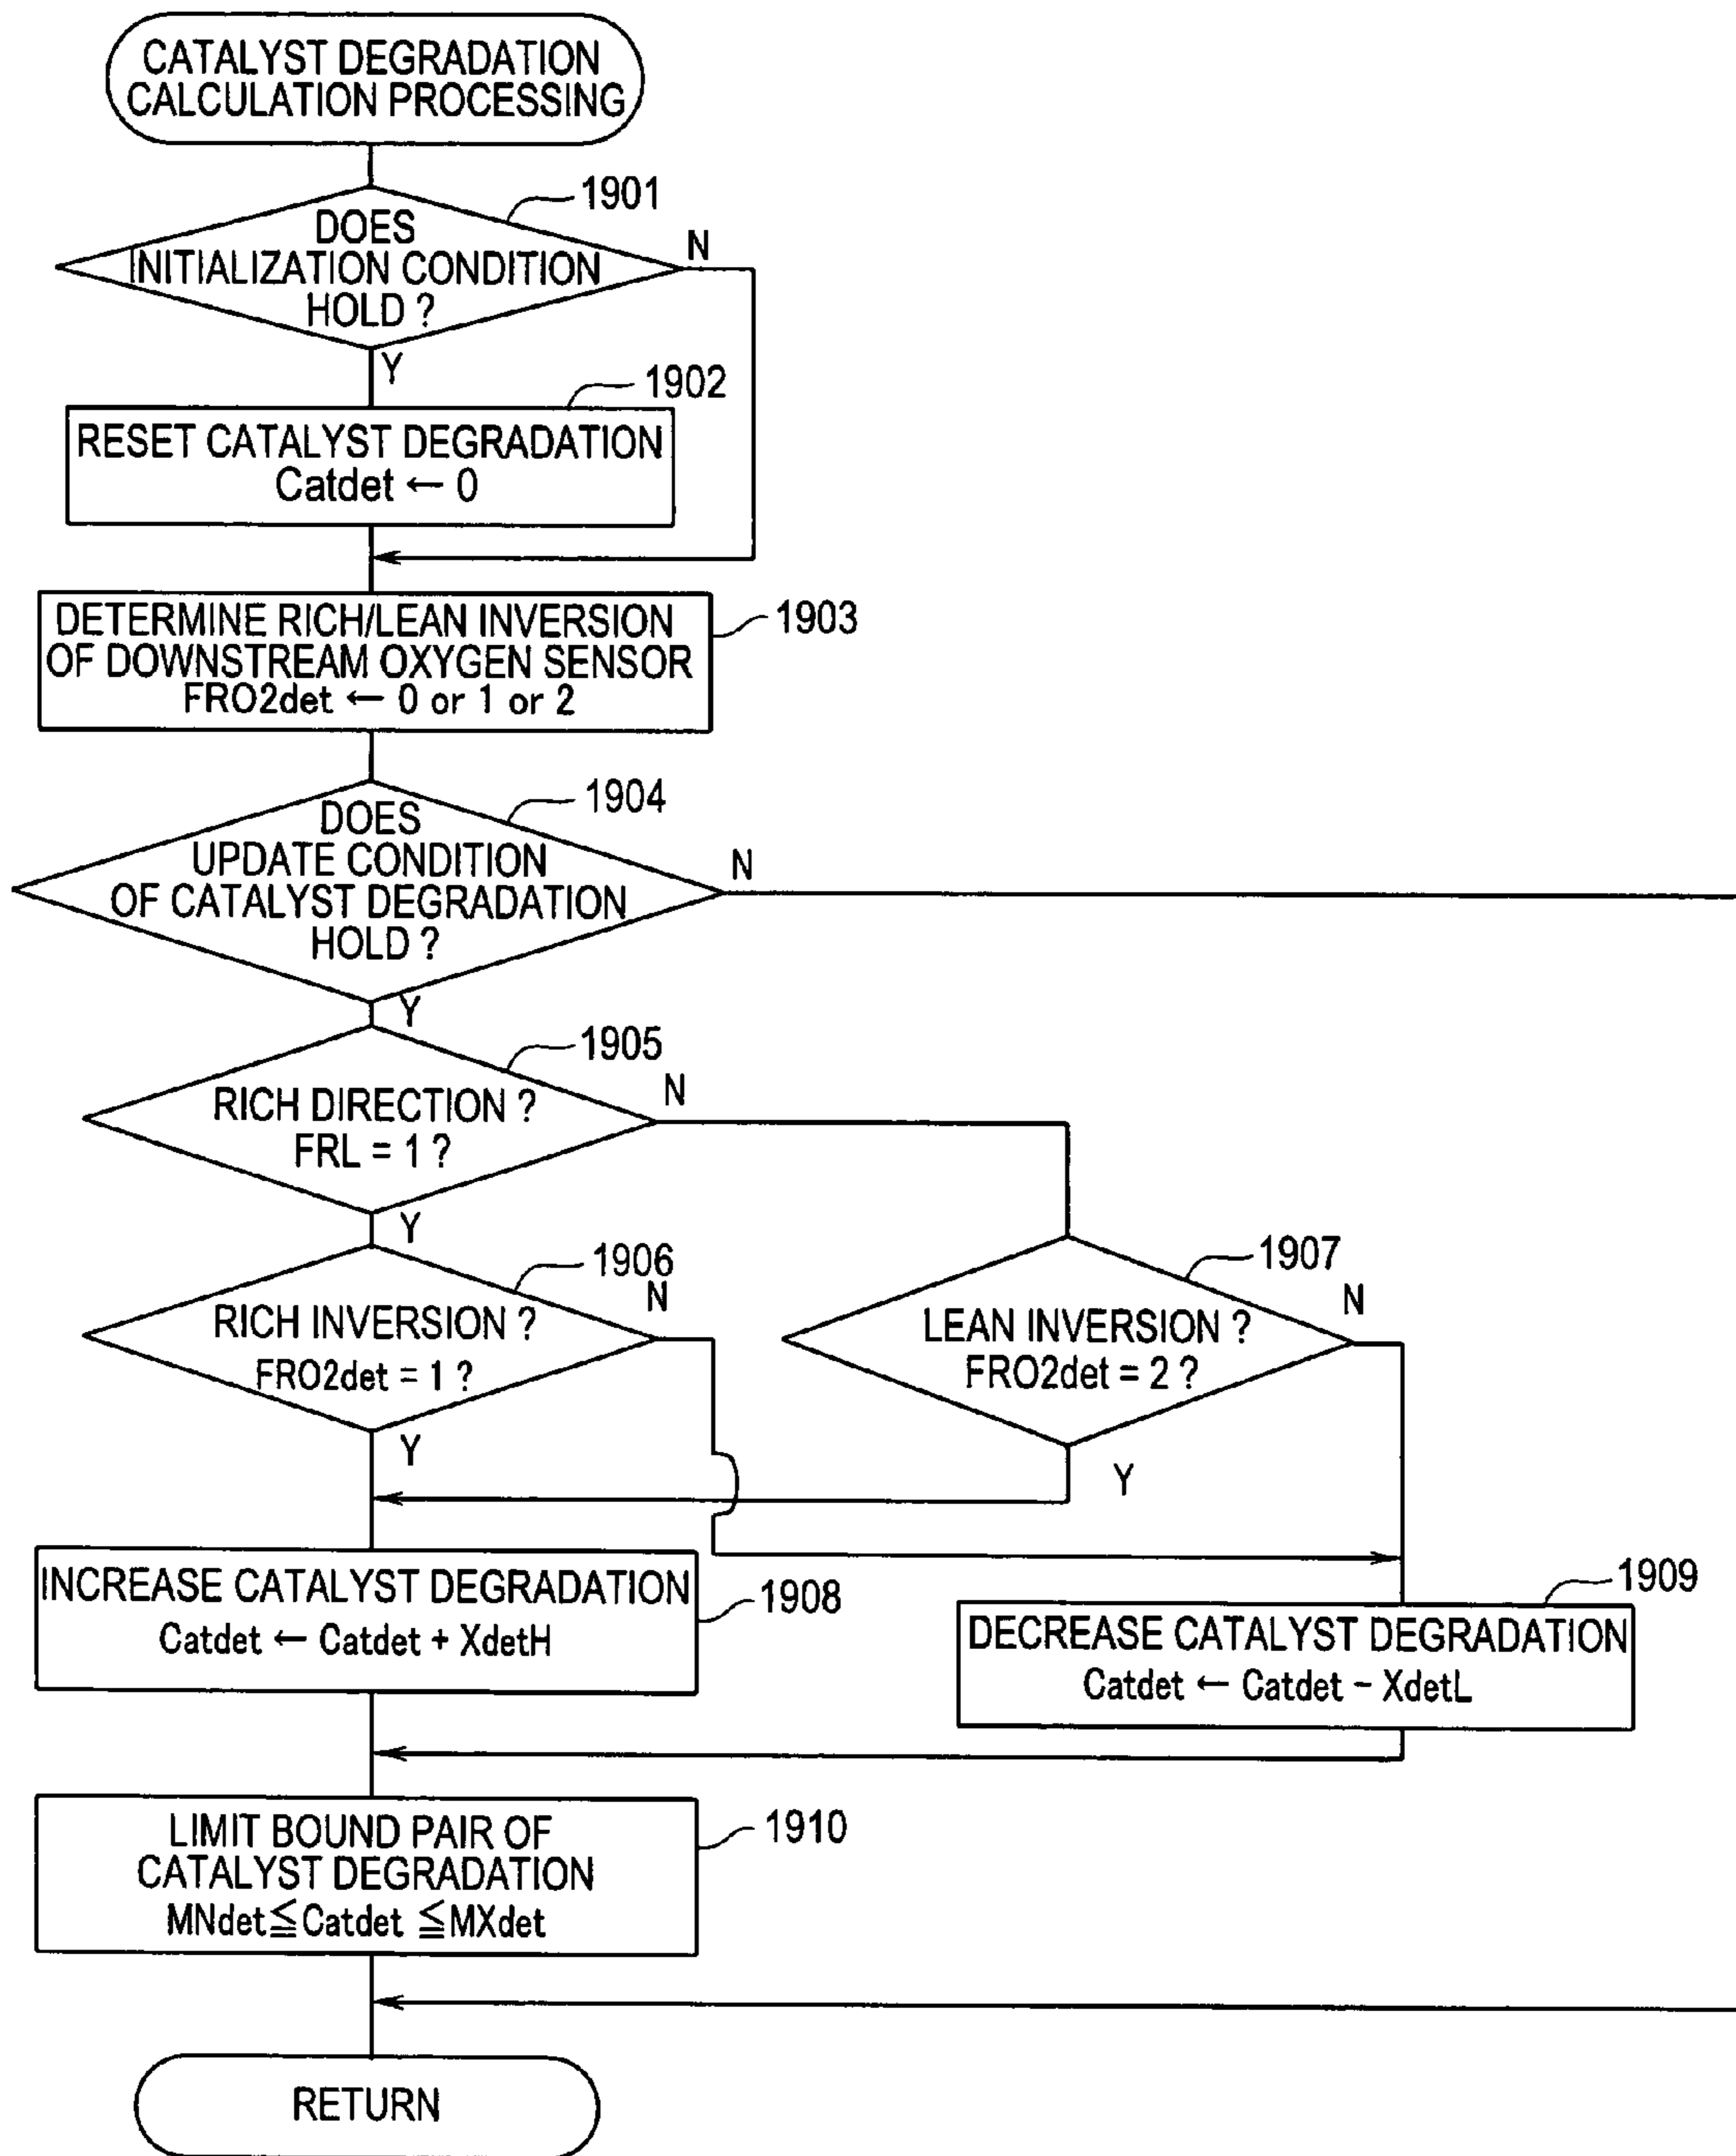 CATALYST DEGRADATION
CALCULATION PROCESSING
1901
DOES
INITIALIZATION CONDITION
HOLD ?
N
Y
1902
RESET CATALYST DEGRADATION
Catdet ← 0
1903
DETERMINE RICH/LEAN INVERSION
OF DOWNSTREAM OXYGEN SENSOR
FRO2det ← 0 or 1 or 2
1904
DOES
UPDATE CONDITION
OF CATALYST DEGRADATION
HOLD ?
N
Y
1905
RICH DIRECTION ?
FRL = 1 ?
N
Y
1906
RICH INVERSION ?
FRO2det = 1 ?
N
Y
1907
LEAN INVERSION ?
FRO2det = 2 ?
N
Y
INCREASE CATALYST DEGRADATION
Catdet ← Catdet + XdetH
1908
1909
DECREASE CATALYST DEGRADATION
Catdet ← Catdet − XdetL
LIMIT BOUND PAIR OF
CATALYST DEGRADATION
MNdet≦Catdet ≦MXdet
1910
RETURN